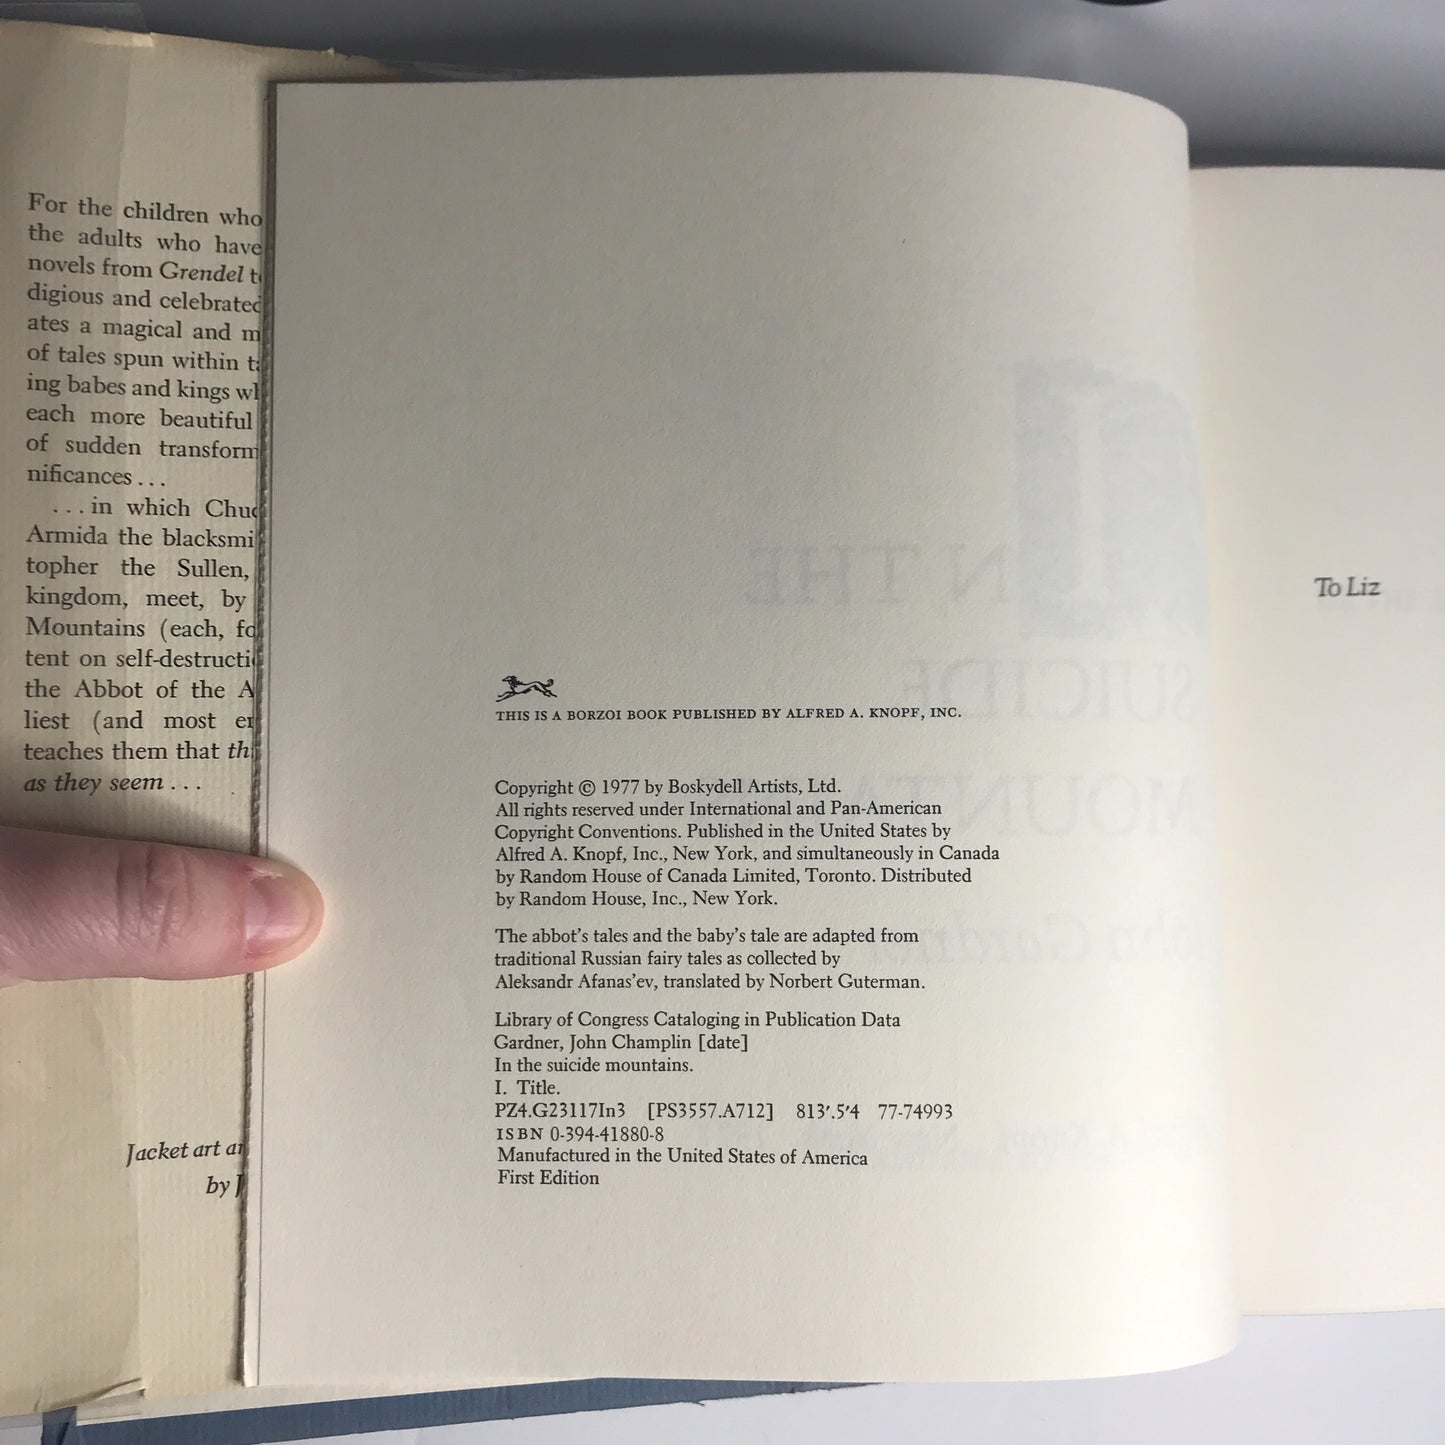 For the children who
the adults who have
novels from Grendel
digious and celebrated
ates a magical and
of tales spun within
ing babes and kings
each more beautiful
of sudden
nificances . . .
. . . in which
Armida the
topher the Sullen,
kingdom, meet, by
Mountains (each,
tent on
the Abbot of the
liest (and most
teaches them that
as they seem . . .
Jacket art
by
THIS IS A BORZOI BOOK PUBLISHED BY ALFRED A. KNOPF, INC.
Copyright © 1977 by Boskydell Artists, Ltd.
All rights reserved under International and Pan-American
Copyright Conventions. Published in the United States by
Alfred A. Knopf, Inc., New York, and simultaneously in Canada
by Random House of Canada Limited, Toronto. Distributed
by Random House, Inc., New York.
The abbot's tales and the baby's tale are adapted from
traditional Russian fairy tales as collected by
Aleksandr Afanas'ev, translated by Norbert Guterman.
Library of Congress Cataloging in Publication Data
Gardner, John Champlin [date]
In the suicide mountains.
I. Title.
PZ4.G23117In3 [PS3557.A712] 813'.5'4 77-74993
ISBN 0-394-41880-8
Manufactured in the United States of America
First Edition
To Liz